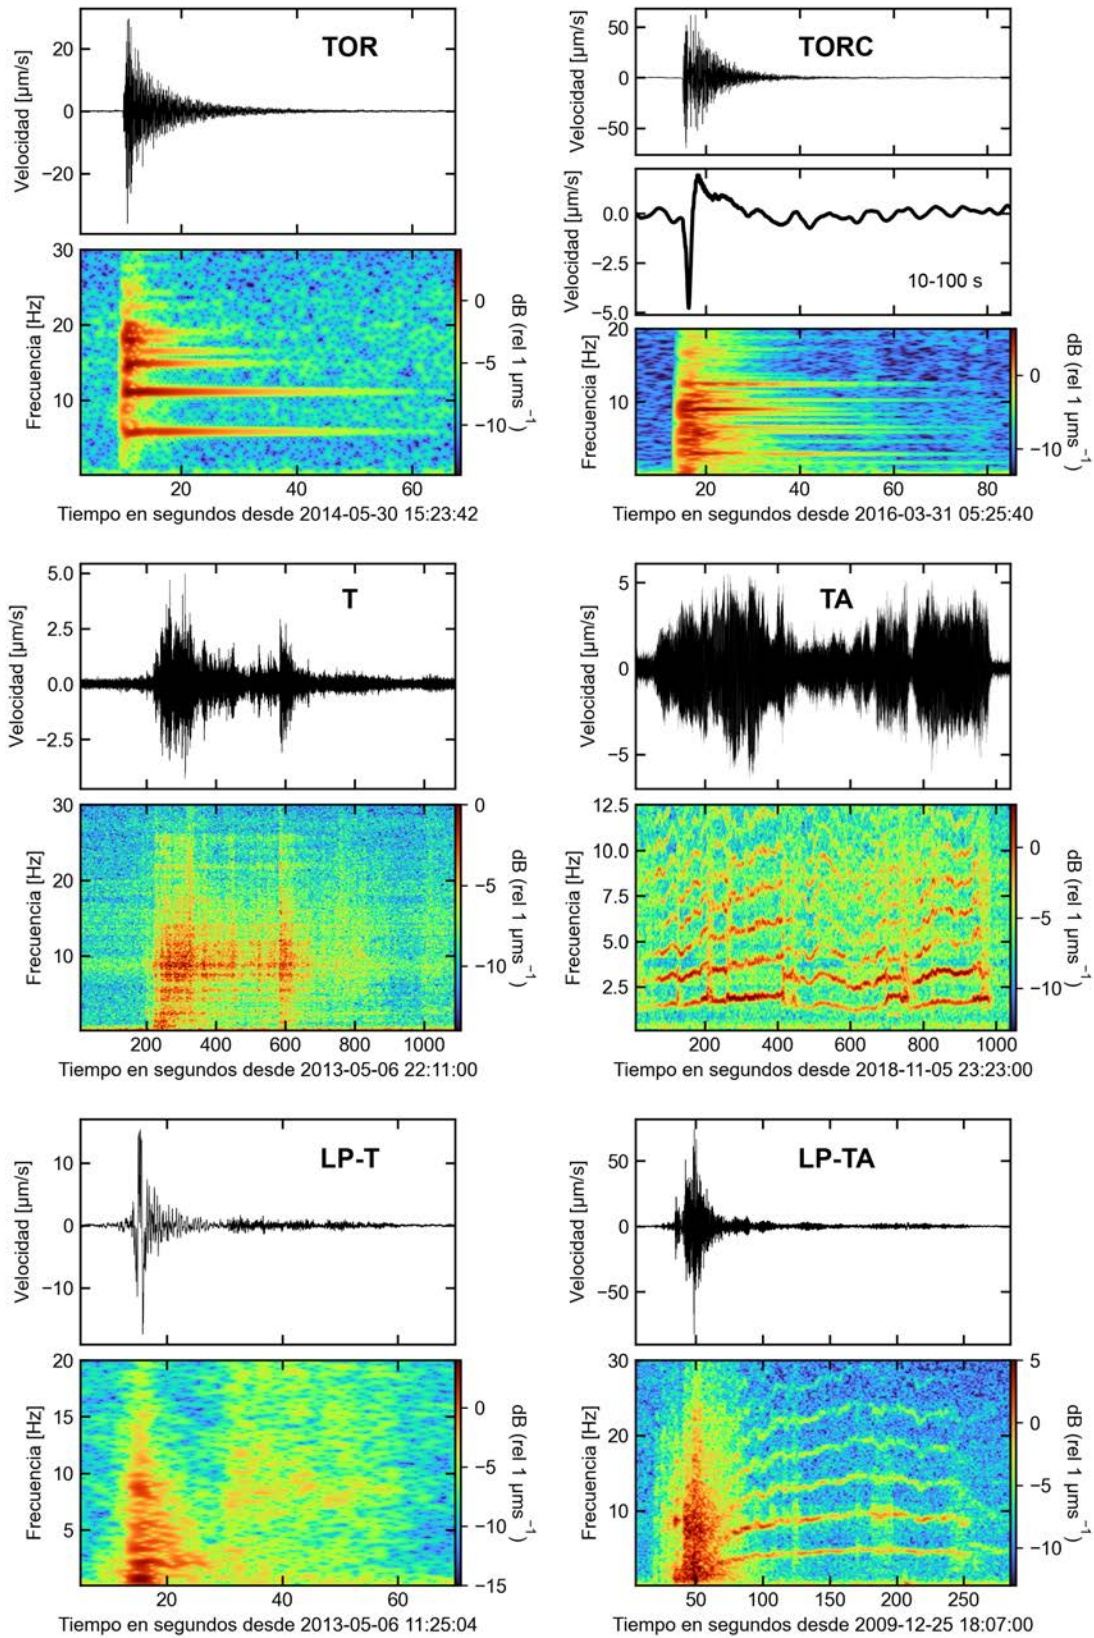 TOR
Velocidad [µm/s]
20
0
−20
Frecuencia [Hz]
30
20
10
0
−5
−10
dB (rel 1 µms⁻¹)
20 40 60
Tiempo en segundos desde 2014-05-30 15:23:42
TORC
Velocidad [µm/s]
50
0
−50
Velocidad [µm/s]
0.0
−2.5
−5.0
10-100 s
Frecuencia [Hz]
20
10
0
−10
dB (rel 1 µms⁻¹)
20 40 60 80
Tiempo en segundos desde 2016-03-31 05:25:40
T
Velocidad [µm/s]
5.0
2.5
0.0
−2.5
Frecuencia [Hz]
30
20
10
0
−5
−10
dB (rel 1 µms⁻¹)
200 400 600 800 1000
Tiempo en segundos desde 2013-05-06 22:11:00
TA
Velocidad [µm/s]
5
0
−5
Frecuencia [Hz]
12.5
10.0
7.5
5.0
2.5
0
−5
−10
dB (rel 1 µms⁻¹)
200 400 600 800 1000
Tiempo en segundos desde 2018-11-05 23:23:00
LP-T
Velocidad [µm/s]
10
0
−10
Frecuencia [Hz]
20
15
10
5
0
−5
−10
−15
dB (rel 1 µms⁻¹)
20 40 60
Tiempo en segundos desde 2013-05-06 11:25:04
LP-TA
Velocidad [µm/s]
50
0
−50
Frecuencia [Hz]
30
20
10
5
0
−5
−10
dB (rel 1 µms⁻¹)
50 100 150 200 250
Tiempo en segundos desde 2009-12-25 18:07:00